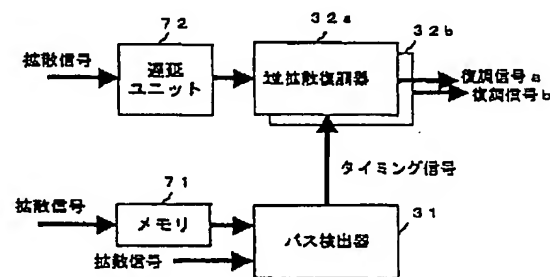 72
32a
32b
拡散信号
遅延
ユニット
逆拡散復調器
復調信号a
復調信号b
タイミング信号
71
31
拡散信号
メモリ
パス検出器
拡散信号